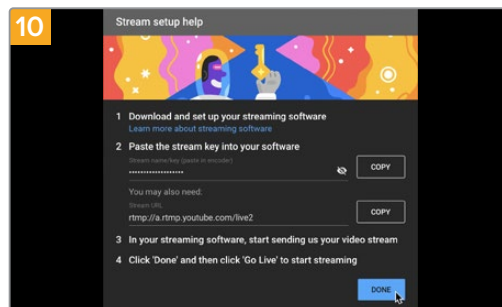 10
Stream setup help
1 Download and set up your streaming software
Learn more about streaming software
2 Paste the stream key into your software
Stream name/key (paste in encoder)
••••••••••••••••••••
COPY
You may also need:
Stream URL
rtmp://a.rtmp.youtube.com/live2
COPY
3 In your streaming software, start sending us your video stream
4 Click 'Done' and then click 'Go Live' to start streaming
DONE